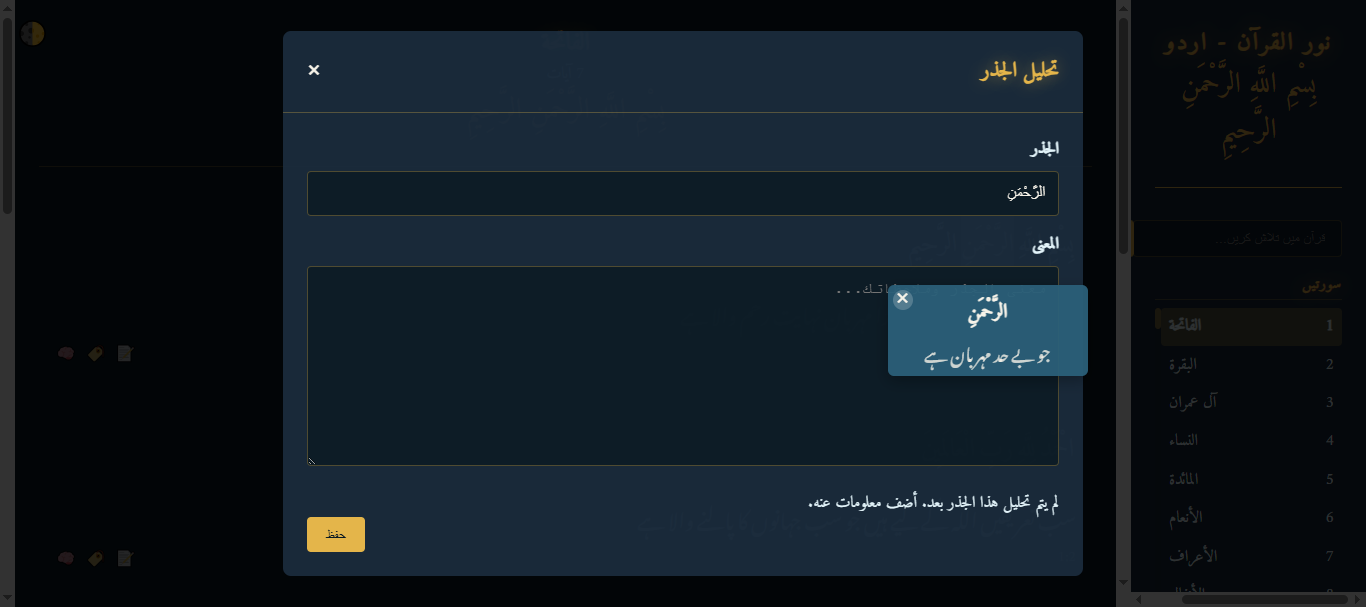 نور القرآن - اردو
بِسْمِ اللَّهِ الرَّحْمَنِ
الرَّحِيمِ
قرآن میں تلاش کریں...
سورتیں
1 الفاتحة
2 البقرة
3 آل عمران
4 النساء
5 المائدة
6 الأنعام
7 الأعراف
تحليل الجذر
×
الجذر
الرَّحْمَنِ
المعنى
الرَّحْمَنِ
جو بے حد مہربان ہے
لم يتم تحليل هذا الجذر بعد. أضف معلومات عنه.
حفظ